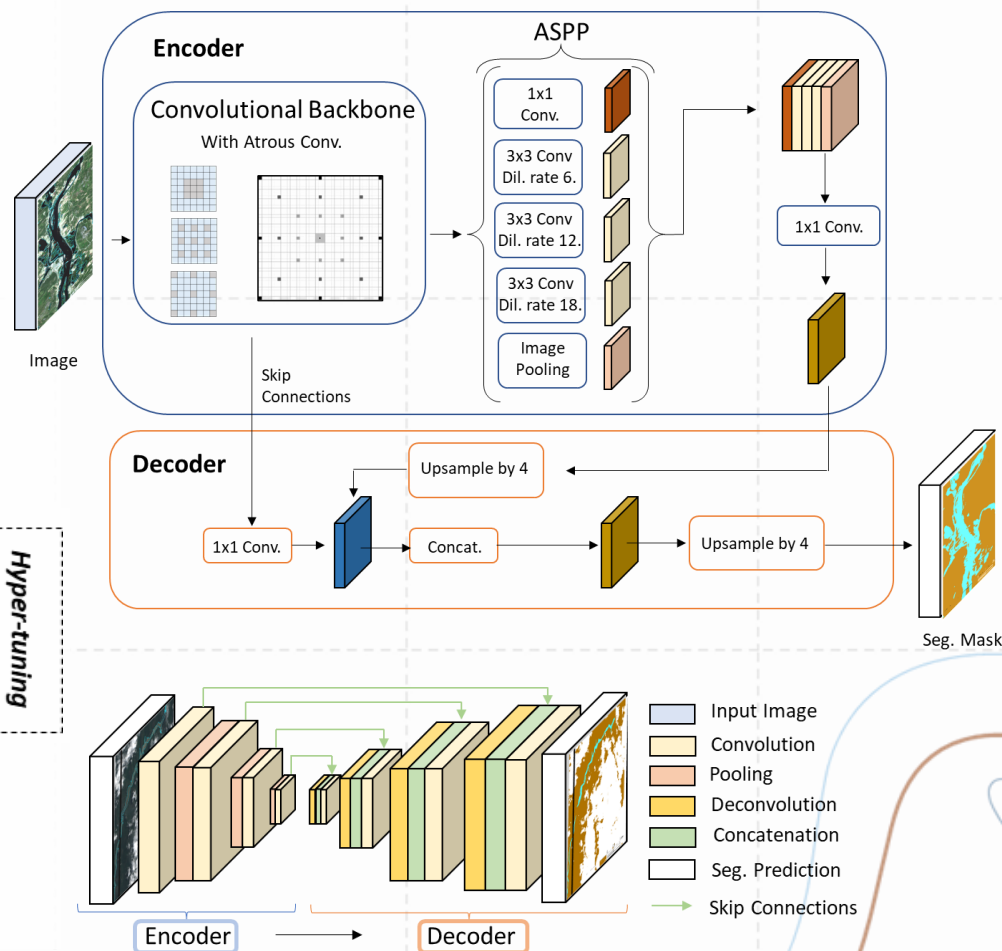 Encoder
ASPP
Convolutional Backbone
With Atrous Conv.
1x1
Conv.
3x3 Conv
Dil. rate 6.
3x3 Conv
Dil. rate 12.
3x3 Conv
Dil. rate 18.
Image
Pooling
1x1 Conv.
Image
Skip
Connections
Decoder
Upsample by 4
1x1 Conv.
Concat.
Upsample by 4
Seg. Mask
Hyper-tuning
Input Image
Convolution
Pooling
Deconvolution
Concatenation
Seg. Prediction
Skip Connections
Encoder
Decoder